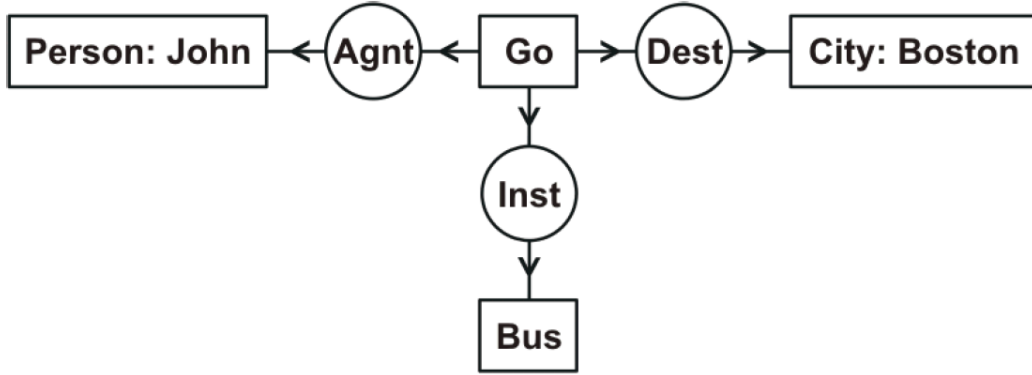 Person: John
Agnt
Go
Dest
City: Boston
Inst
Bus